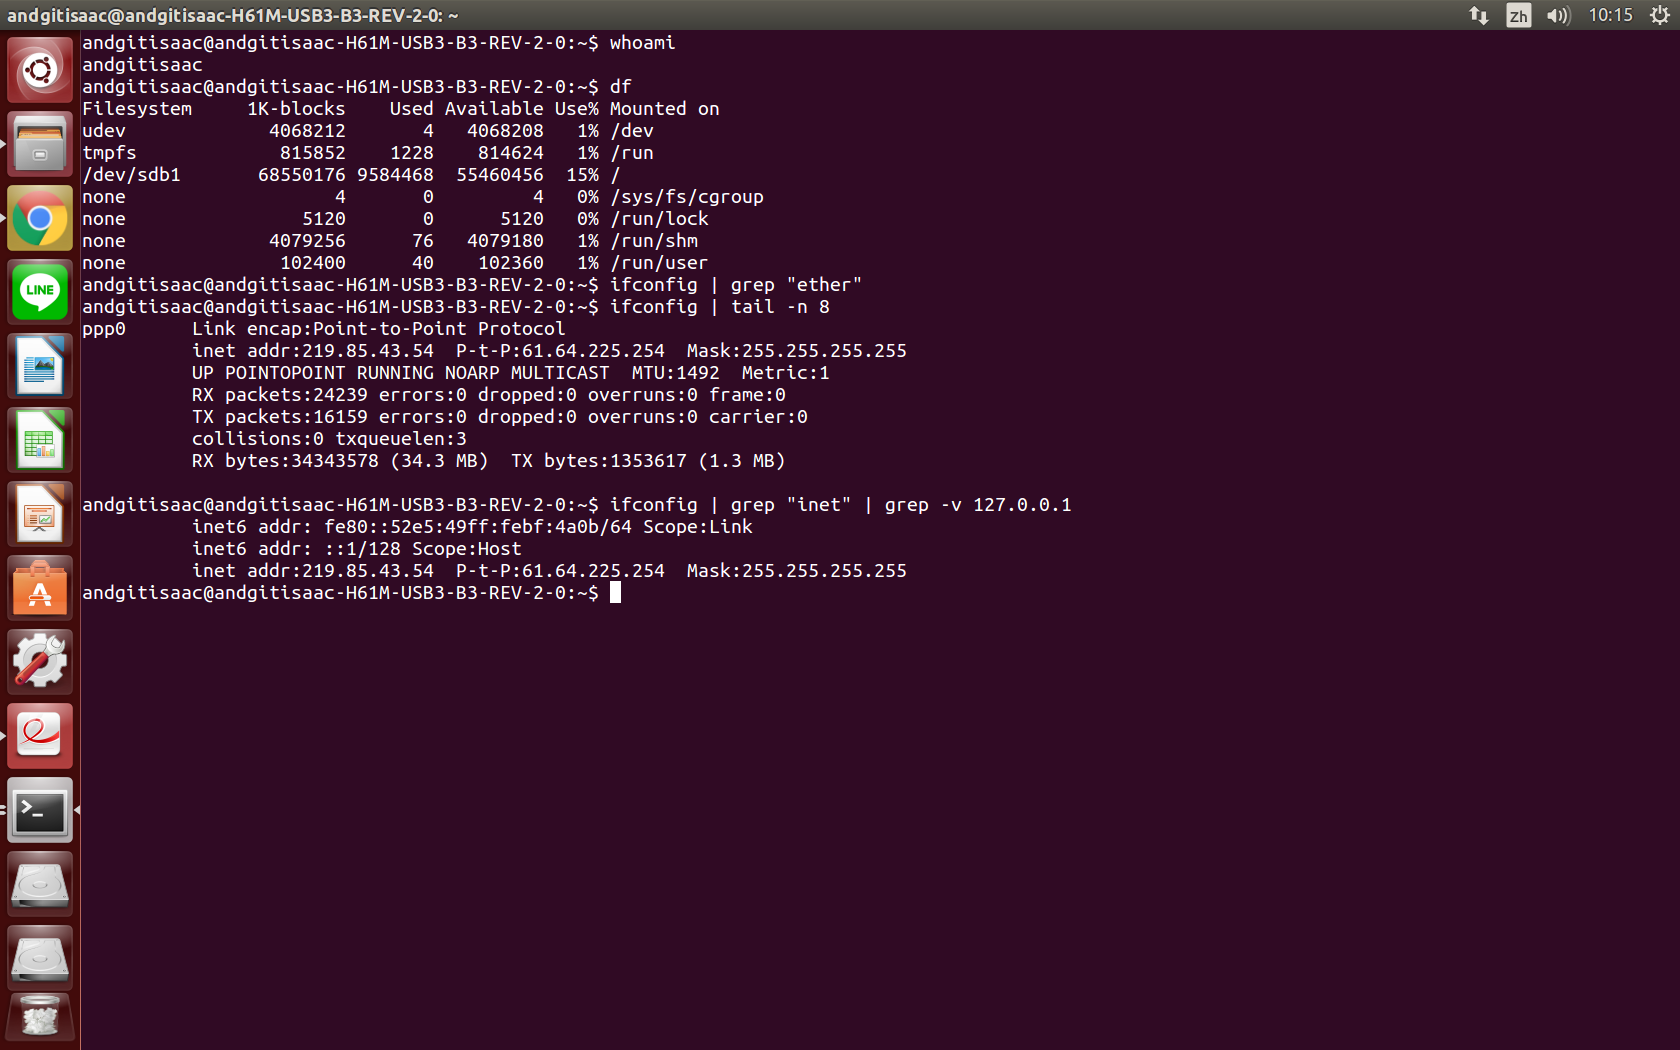 andgitisaac@andgitisaac-H61M-USB3-B3-REV-2-0: ~
Zh
10:15
andgitisaac@andgitisaac-H61M-USB3-B3-REV-2-0:~$ whoami
andgitisaac
andgitisaac@andgitisaac-H61M-USB3-B3-REV-2-0:~$ df
Filesystem     1K-blocks    Used Available Use% Mounted on
udev             4068212       4   4068208   1% /dev
tmpfs             815852    1228    814624   1% /run
/dev/sdb1       68550176 9584468  55460456  15% /
none                   4       0         4   0% /sys/fs/cgroup
none                5120       0      5120   0% /run/lock
none             4079256      76   4079180   1% /run/shm
none              102400      40    102360   1% /run/user
andgitisaac@andgitisaac-H61M-USB3-B3-REV-2-0:~$ ifconfig | grep "ether"
andgitisaac@andgitisaac-H61M-USB3-B3-REV-2-0:~$ ifconfig | tail -n 8
ppp0      Link encap:Point-to-Point Protocol
          inet addr:219.85.43.54  P-t-P:61.64.225.254  Mask:255.255.255.255
          UP POINTOPOINT RUNNING NOARP MULTICAST  MTU:1492  Metric:1
          RX packets:24239 errors:0 dropped:0 overruns:0 frame:0
          TX packets:16159 errors:0 dropped:0 overruns:0 carrier:0
          collisions:0 txqueuelen:3
          RX bytes:34343578 (34.3 MB)  TX bytes:1353617 (1.3 MB)
andgitisaac@andgitisaac-H61M-USB3-B3-REV-2-0:~$ ifconfig | grep "inet" | grep -v 127.0.0.1
          inet6 addr: fe80::52e5:49ff:febf:4a0b/64 Scope:Link
          inet6 addr: ::1/128 Scope:Host
          inet addr:219.85.43.54  P-t-P:61.64.225.254  Mask:255.255.255.255
andgitisaac@andgitisaac-H61M-USB3-B3-REV-2-0:~$
LINE